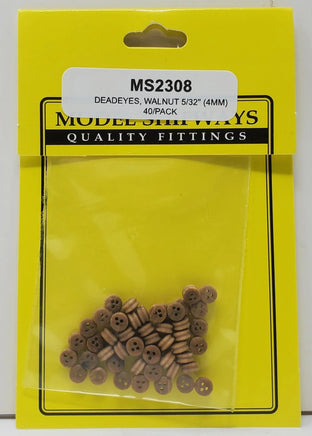 MS2308
DEADEYES, WALNUT 5/32" (4MM)
40/PACK
MODEL SHIPWAYS
QUALITY FITTINGS